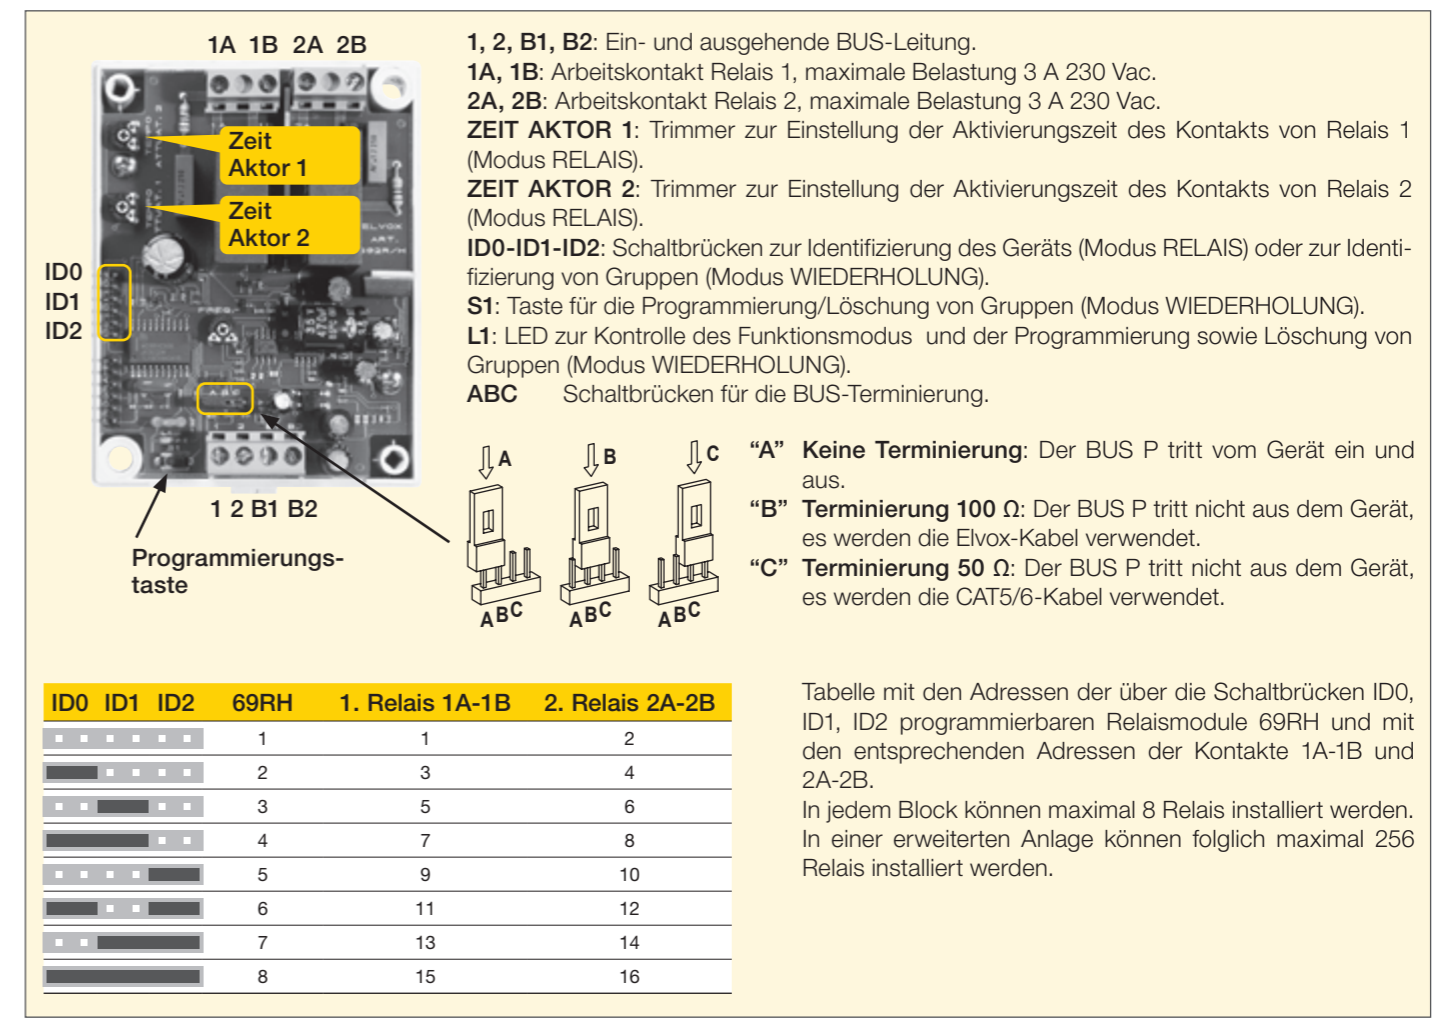 1A 1B 2A 2B
Zeit
Aktor 1
Zeit
Aktor 2
ID0
ID1
ID2
1 2 B1 B2
Programmierungs-
taste
1, 2, B1, B2: Ein- und ausgehende BUS-Leitung.
1A, 1B: Arbeitskontakt Relais 1, maximale Belastung 3 A 230 Vac.
2A, 2B: Arbeitskontakt Relais 2, maximale Belastung 3 A 230 Vac.
ZEIT AKTOR 1: Trimmer zur Einstellung der Aktivierungszeit des Kontakts von Relais 1
(Modus RELAIS).
ZEIT AKTOR 2: Trimmer zur Einstellung der Aktivierungszeit des Kontakts von Relais 2
(Modus RELAIS).
ID0-ID1-ID2: Schaltbrücken zur Identifizierung des Geräts (Modus RELAIS) oder zur Identi-
fizierung von Gruppen (Modus WIEDERHOLUNG).
S1: Taste für die Programmierung/Löschung von Gruppen (Modus WIEDERHOLUNG).
L1: LED zur Kontrolle des Funktionsmodus und der Programmierung sowie Löschung von
Gruppen (Modus WIEDERHOLUNG).
ABC Schaltbrücken für die BUS-Terminierung.
A B C
ABC ABC ABC
“A” Keine Terminierung: Der BUS P tritt vom Gerät ein und
aus.
“B” Terminierung 100 Ω: Der BUS P tritt nicht aus dem Gerät,
es werden die Elvox-Kabel verwendet.
“C” Terminierung 50 Ω: Der BUS P tritt nicht aus dem Gerät,
es werden die CAT5/6-Kabel verwendet.
ID0 ID1 ID2 69RH 1. Relais 1A-1B 2. Relais 2A-2B
1 1 2
2 3 4
3 5 6
4 7 8
5 9 10
6 11 12
7 13 14
8 15 16
Tabelle mit den Adressen der über die Schaltbrücken ID0,
ID1, ID2 programmierbaren Relaismodule 69RH und mit
den entsprechenden Adressen der Kontakte 1A-1B und
2A-2B.
In jedem Block können maximal 8 Relais installiert werden.
In einer erweiterten Anlage können folglich maximal 256
Relais installiert werden.